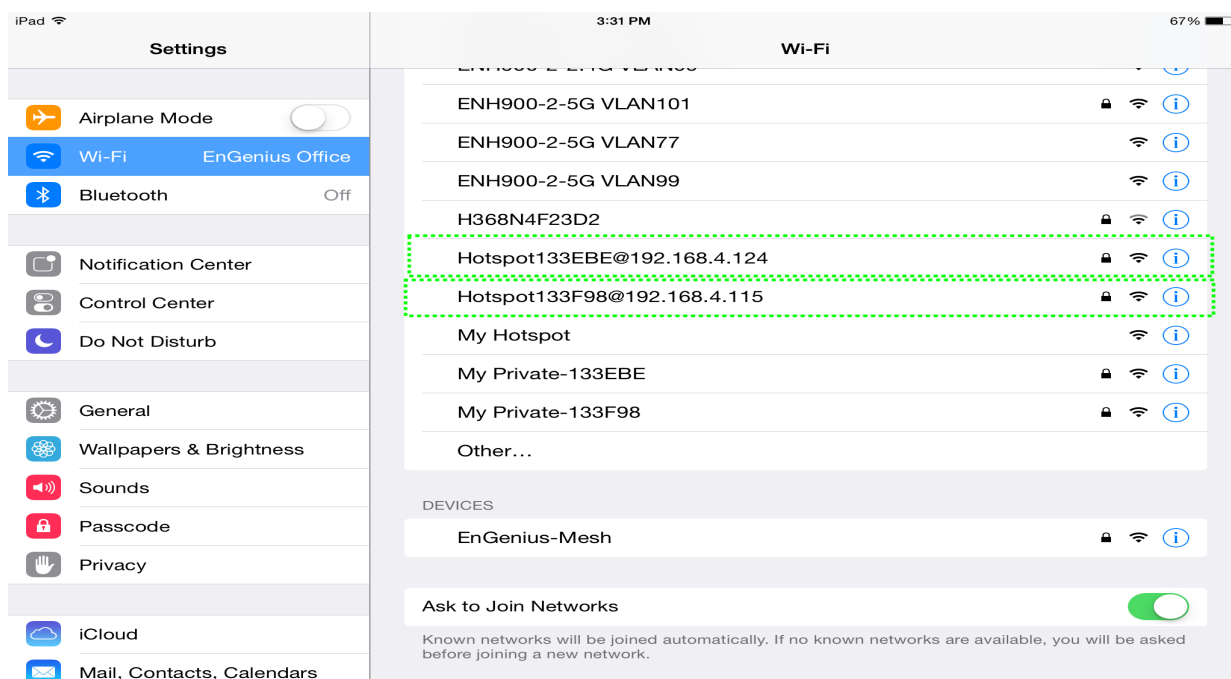 iPad
3:31 PM
67%
Settings
Wi-Fi
Airplane Mode
Wi-Fi EnGenius Office
Bluetooth Off
Notification Center
Control Center
Do Not Disturb
General
Wallpapers & Brightness
Sounds
Passcode
Privacy
iCloud
Mail, Contacts, Calendars
ENH900-2-5G VLAN101
ENH900-2-5G VLAN77
ENH900-2-5G VLAN99
H368N4F23D2
Hotspot133EBE@192.168.4.124
Hotspot133F98@192.168.4.115
My Hotspot
My Private-133EBE
My Private-133F98
Other...
DEVICES
EnGenius-Mesh
Ask to Join Networks
Known networks will be joined automatically. If no known networks are available, you will be asked
before joining a new network.